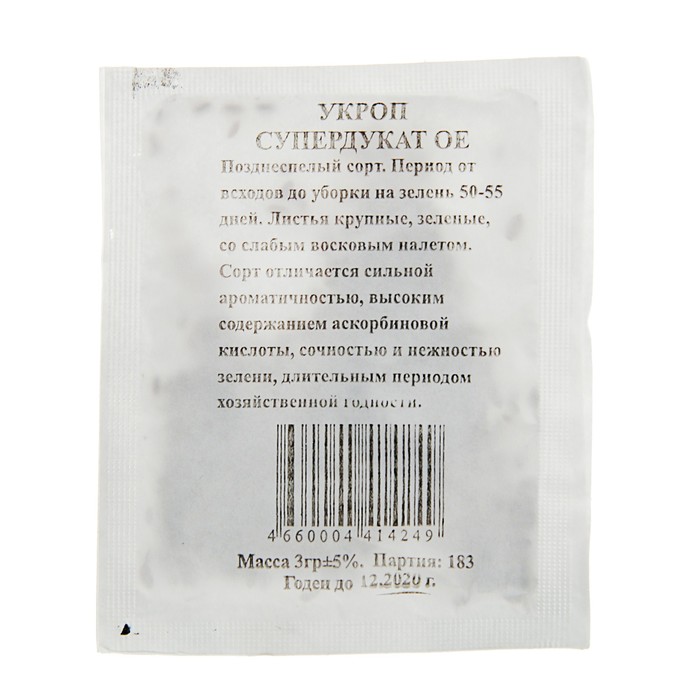 УКРОП
СУПЕРДУКАТ ОЕ
Позднеспелый сорт. Период от
всходов до уборки на зелень 50-55
дней. Листья крупные, зеленые,
со слабым восковым налетом.
Сорт отличается сильной
ароматичностью, высоким
содержанием аскорбиновой
кислоты, сочностью и нежностью
зелени, длительным периодом
хозяйственной годности.
4 660004 414249
Масса 3гр±5%. Партия: 183
Годен до 12.2020 г.